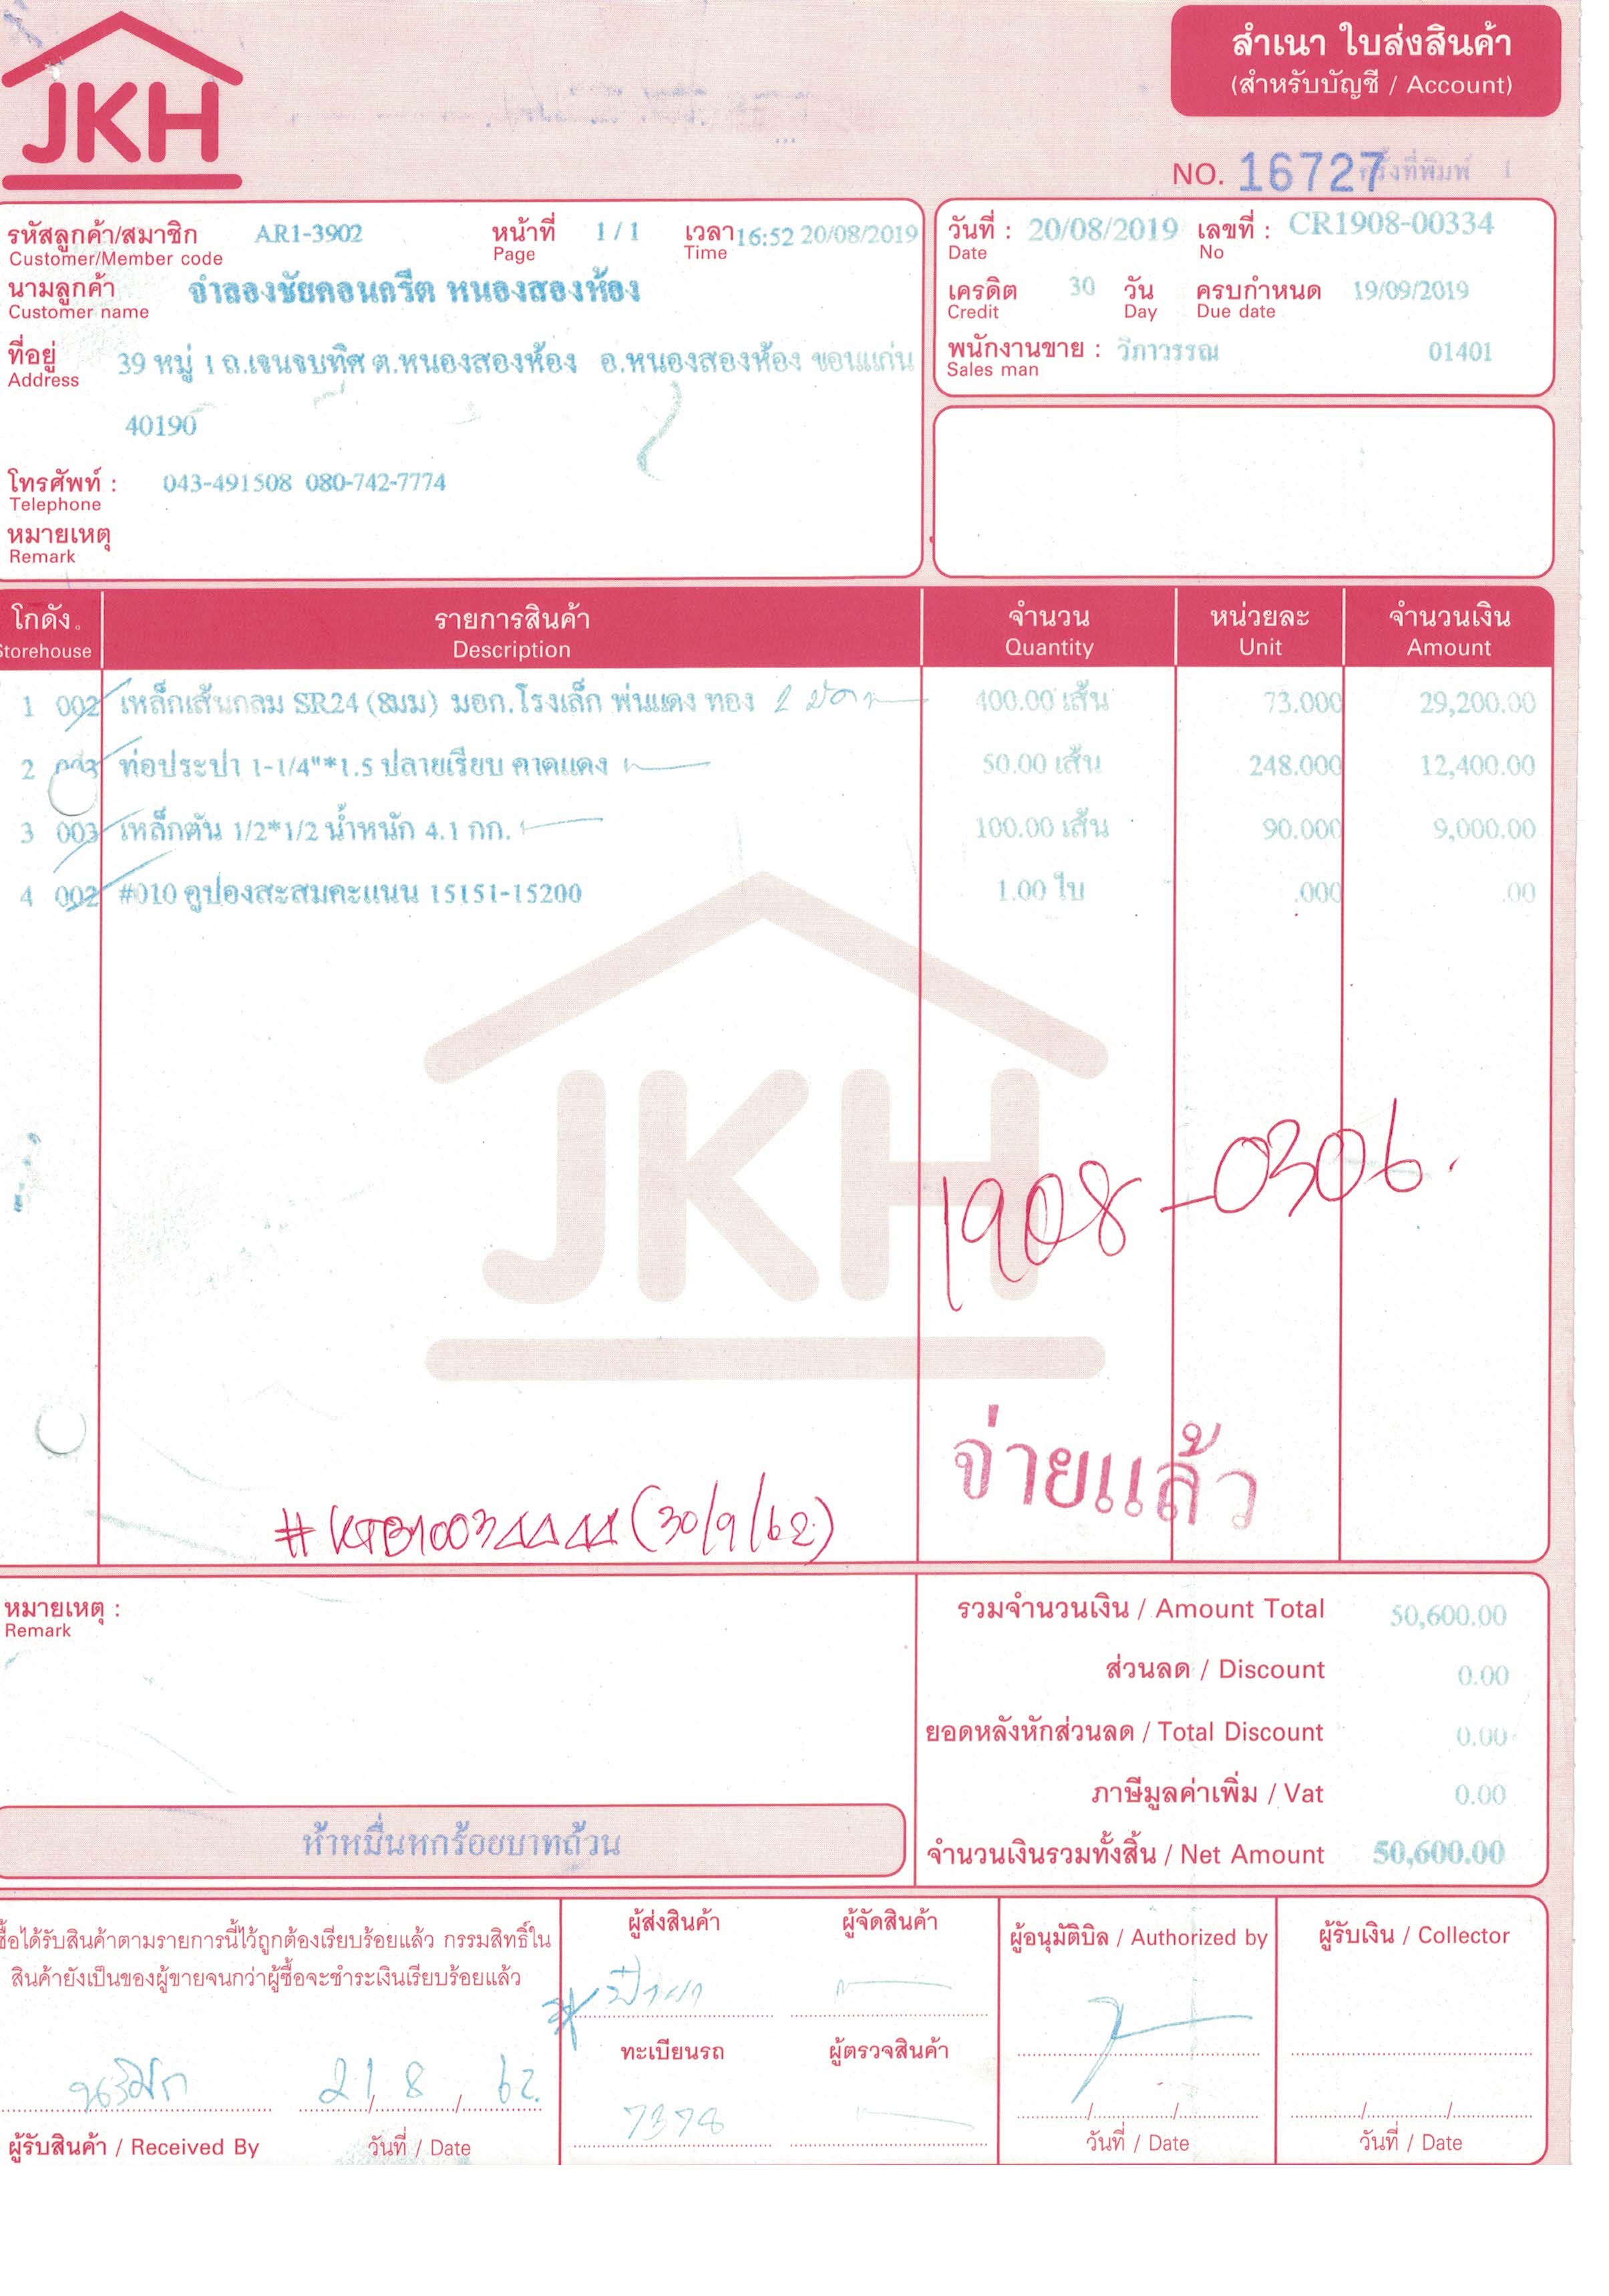 JKH
สำเนา ใบส่งสินค้า
(สำหรับบัญชี / Account)
NO. 16727 ครั้งที่พิมพ์ 1
รหัสลูกค้า/สมาชิก AR1-3902 หน้าที่ 1 / 1 เวลา 16:52 20/08/2019
Customer/Member code Page Time
นามลูกค้า จำลองชัยคอนกรีต หนองสองห้อง
Customer name
ที่อยู่ 39 หมู่ 1 ถ.เจนจบทิศ ต.หนองสองห้อง อ.หนองสองห้อง ขอนแก่น
Address
40190
โทรศัพท์ : 043-491508 080-742-7774
Telephone
หมายเหตุ
Remark
วันที่ : 20/08/2019 เลขที่ : CR1908-00334
Date No
เครดิต 30 วัน ครบกำหนด 19/09/2019
Credit Day Due date
พนักงานขาย : วิภาวรรณ 01401
Sales man
โกดัง รายการสินค้า จำนวน หน่วยละ จำนวนเงิน
Storehouse Description Quantity Unit Amount
1 002 เหล็กเส้นกลม SR24 (8มม) มอก.โรงเล็ก พ่นแดง ทอง 400.00 เส้น 73.000 29,200.00
2 003 ท่อประปา 1-1/4"*1.5 ปลายเรียบ คาดแดง 50.00 เส้น 248.000 12,400.00
3 003 เหล็กตัน 1/2*1/2 น้ำหนัก 4.1 กก. 100.00 เส้น 90.000 9,000.00
4 002 #010 คูปองสะสมคะแนน 15151-15200 1.00 ใบ .000 .00
JKH
1908-0306.
จ่ายแล้ว
(30/9/62)
หมายเหตุ :
Remark
รวมจำนวนเงิน / Amount Total 50,600.00
ส่วนลด / Discount 0.00
ยอดหลังหักส่วนลด / Total Discount 0.00
ภาษีมูลค่าเพิ่ม / Vat 0.00
ห้าหมื่นหกร้อยบาทถ้วน
จำนวนเงินรวมทั้งสิ้น / Net Amount 50,600.00
ซื้อได้รับสินค้าตามรายการนี้ไว้ถูกต้องเรียบร้อยแล้ว กรรมสิทธิ์ใน
สินค้ายังเป็นของผู้ขายจนกว่าผู้ซื้อจะชำระเงินเรียบร้อยแล้ว
21 / 8 / 62
ผู้รับสินค้า / Received By วันที่ / Date
ผู้ส่งสินค้า ผู้จัดสินค้า
ทะเบียนรถ ผู้ตรวจสินค้า
7378
ผู้อนุมัติบิล / Authorized by
วันที่ / Date
ผู้รับเงิน / Collector
วันที่ / Date